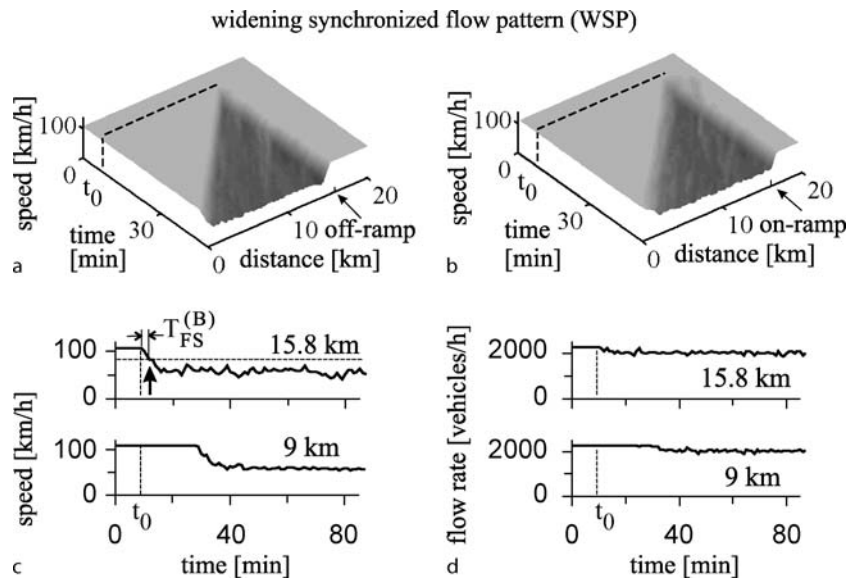 widening synchronized flow pattern (WSP)
speed [km/h]
100
0
t0
30
time
[min]
0
10
20
off-ramp
distance [km]
a
speed [km/h]
100
0
t0
30
time
[min]
0
10
20
on-ramp
distance [km]
b
T_FS^(B)
100
0
15.8 km
100
0
9 km
speed [km/h]
t0
0
40
80
time [min]
c
2000
0
15.8 km
2000
0
9 km
flow rate [vehicles/h]
t0
0
40
80
time [min]
d